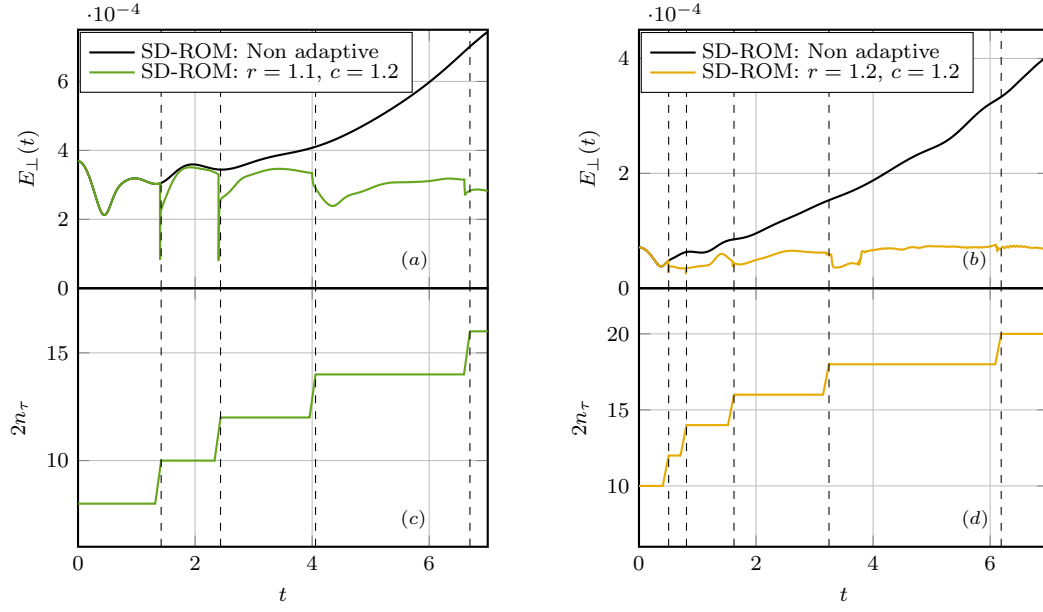 ·10−4
SD-ROM: Non adaptive
SD-ROM: r = 1.1, c = 1.2
6
4
2
0
E⊥(t)
(a)
·10−4
SD-ROM: Non adaptive
SD-ROM: r = 1.2, c = 1.2
4
2
0
E⊥(t)
(b)
15
10
2nτ
(c)
0 2 4 6
t
20
15
10
2nτ
(d)
0 2 4 6
t